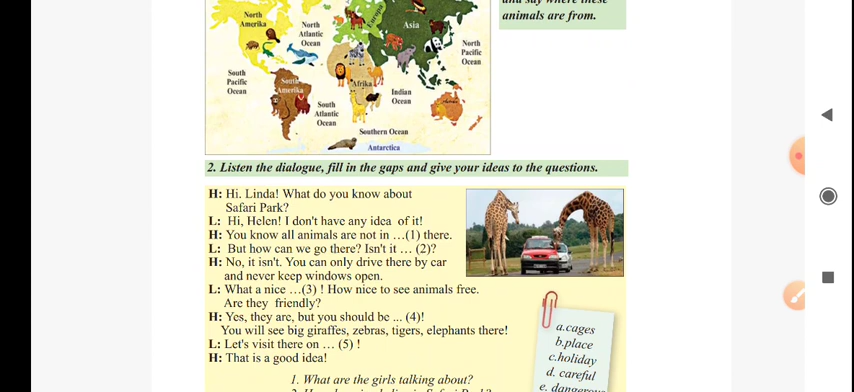 and say where these
animals are from.
North
Amerika
North
Atlantic
Ocean
Europa
Asia
North
Pacific
Ocean
South
Pacific
Ocean
South
Amerika
Afrika
Indian
Ocean
South
Atlantic
Ocean
Southern Ocean
Antarctica
2. Listen the dialogue, fill in the gaps and give your ideas to the questions.
H: Hi. Linda! What do you know about
Safari Park?
L: Hi, Helen! I don't have any idea of it!
H: You know all animals are not in …(1) there.
L: But how can we go there? Isn't it … (2)?
H: No, it isn't. You can only drive there by car
and never keep windows open.
L: What a nice …(3) ! How nice to see animals free.
Are they friendly?
H: Yes, they are, but you should be ... (4)!
You will see big giraffes, zebras, tigers, elephants there!
L: Let's visit there on … (5) !
H: That is a good idea!
a.cages
b.place
c.holiday
d. careful
e. dangerous
1. What are the girls talking about?